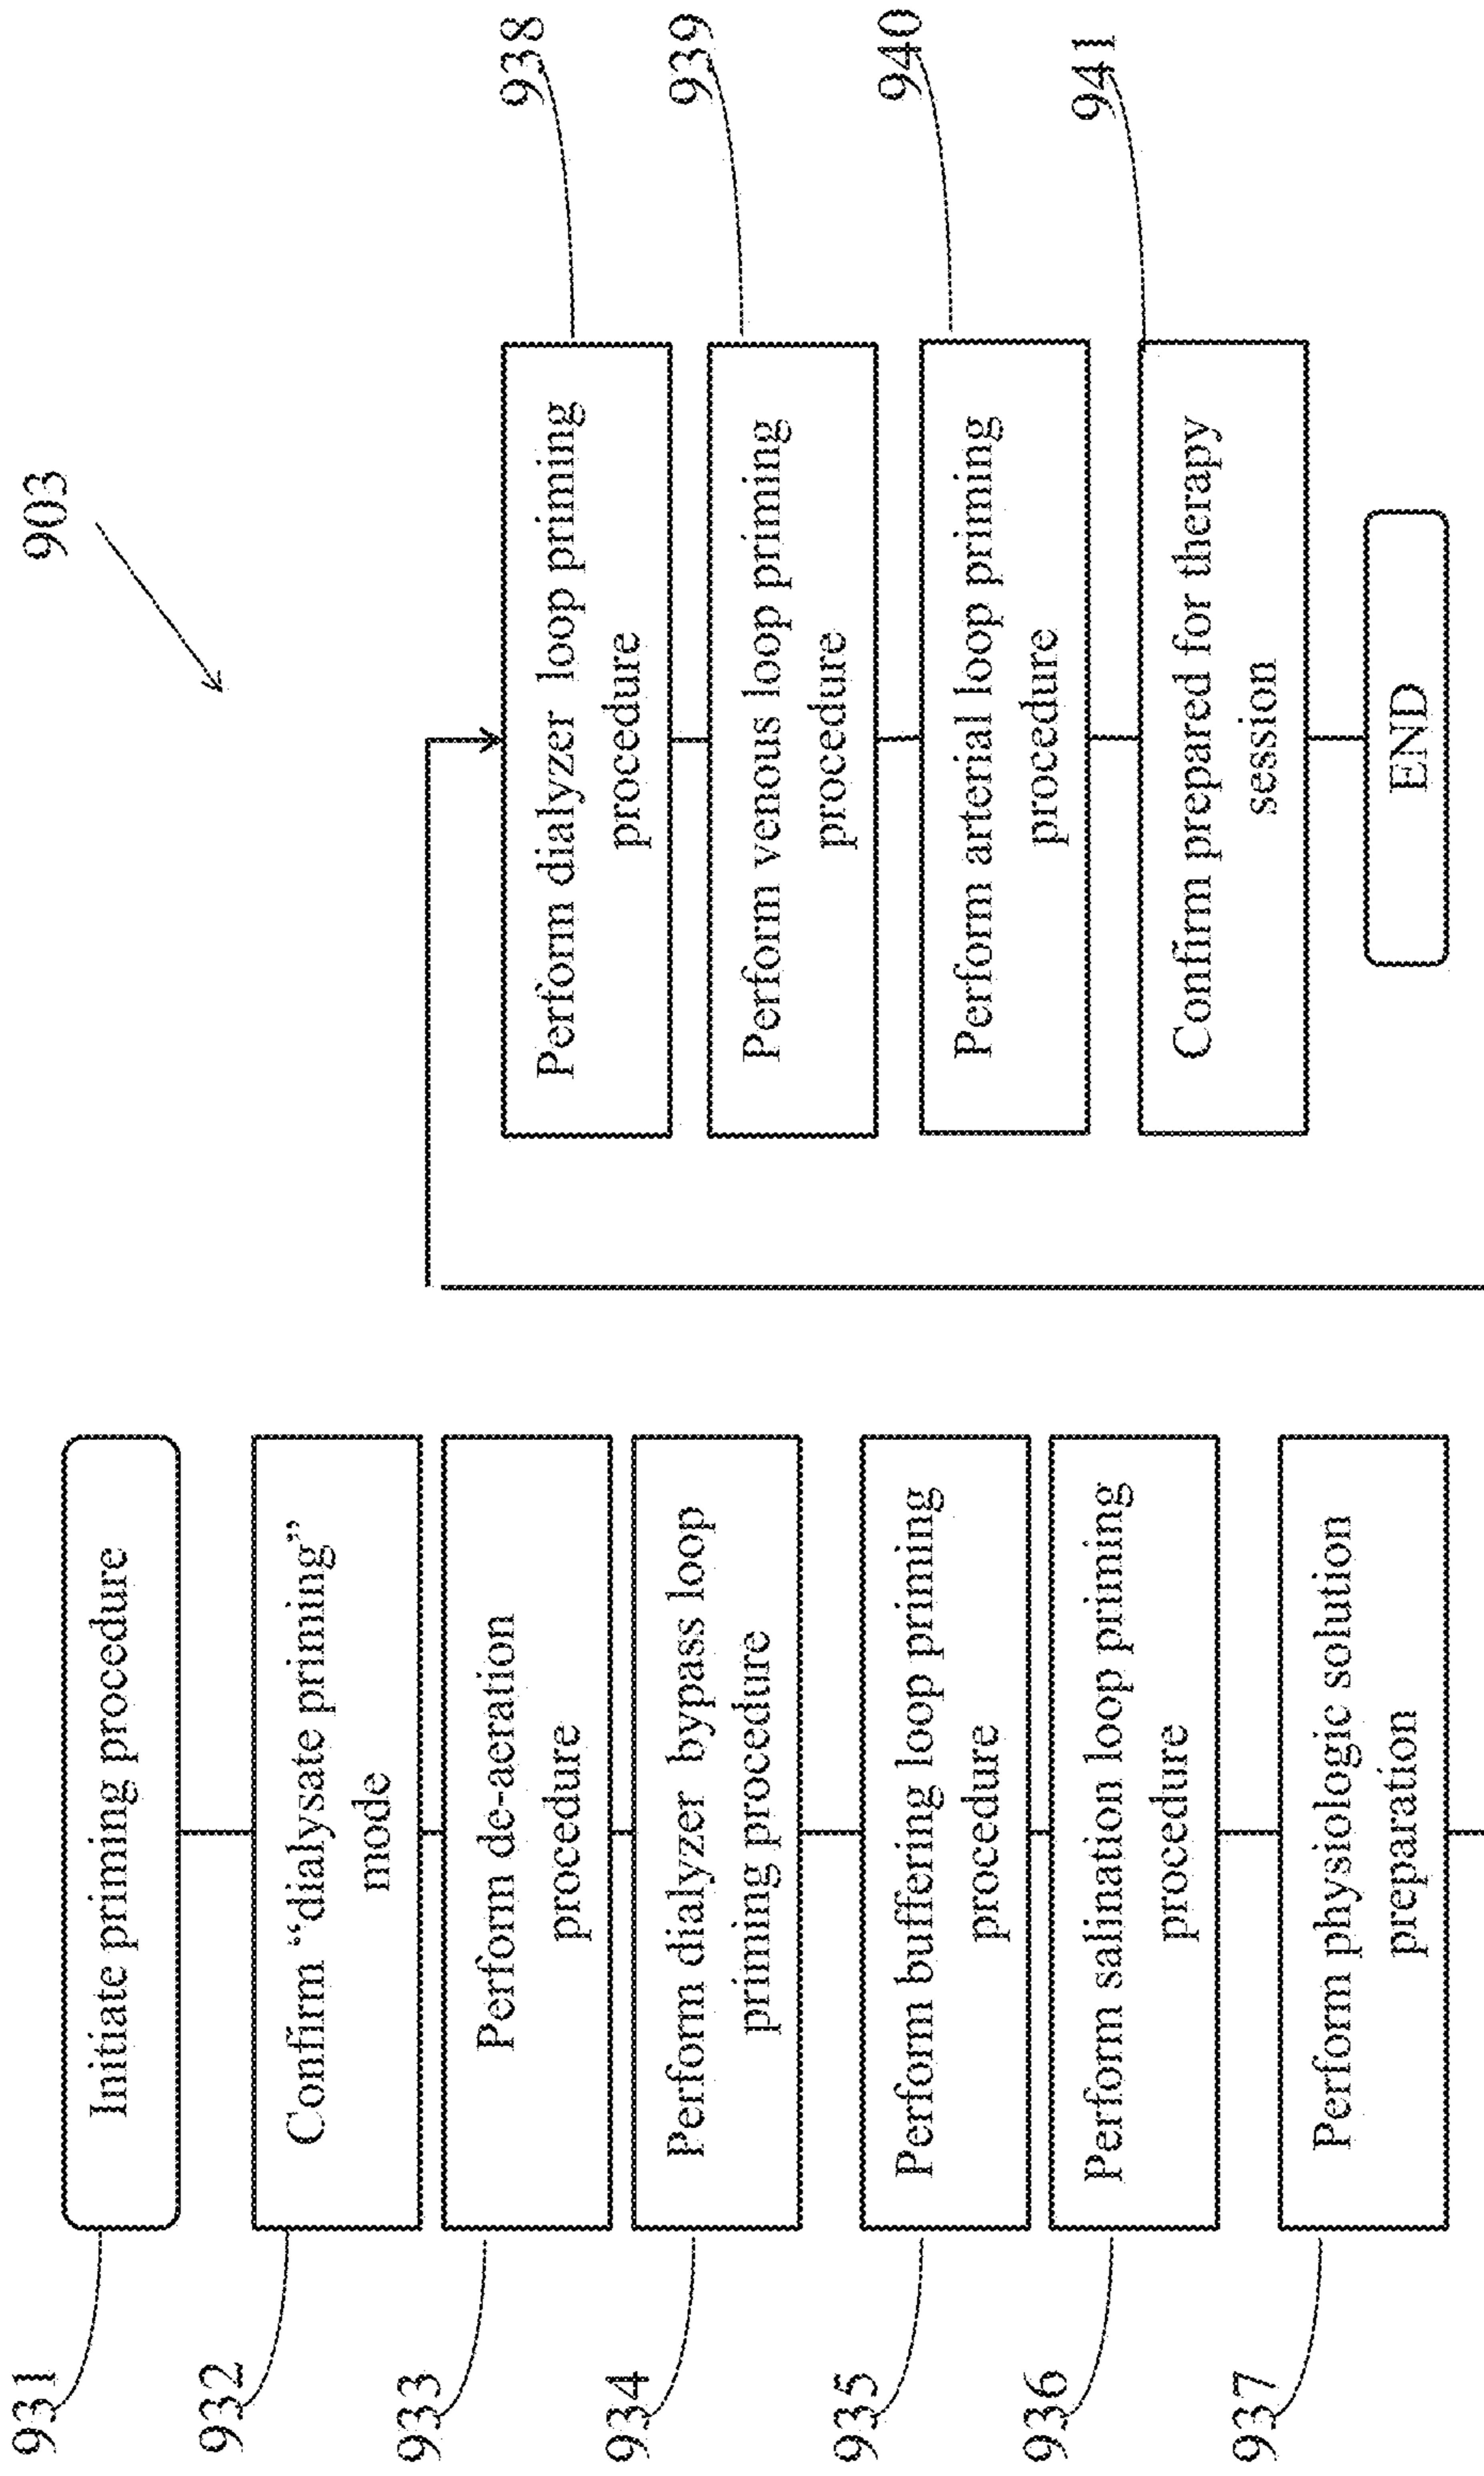 903
931
Initiate priming procedure
932
Confirm “dialysate priming”
mode
933
Perform de-aeration
procedure
934
Perform dialyzer bypass loop
priming procedure
935
Perform buffering loop priming
procedure
936
Perform salination loop priming
procedure
937
Perform physiologic solution
preparation
938
Perform dialyzer loop priming
procedure
939
Perform venous loop priming
procedure
940
Perform arterial loop priming
procedure
941
Confirm prepared for therapy
session
END